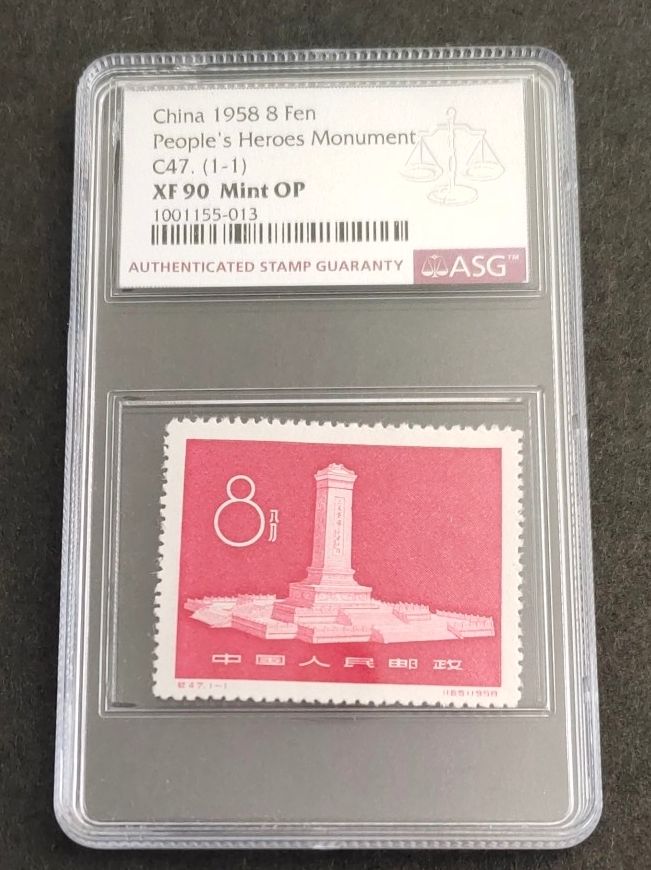 China 1958 8 Fen
People's Heroes Monument
C47. (1-1)
XF 90 Mint OP
1001155-013
AUTHENTICATED STAMP GUARANTY
ASG™
8分
中国人民邮政
纪47.1-1
(165)1958